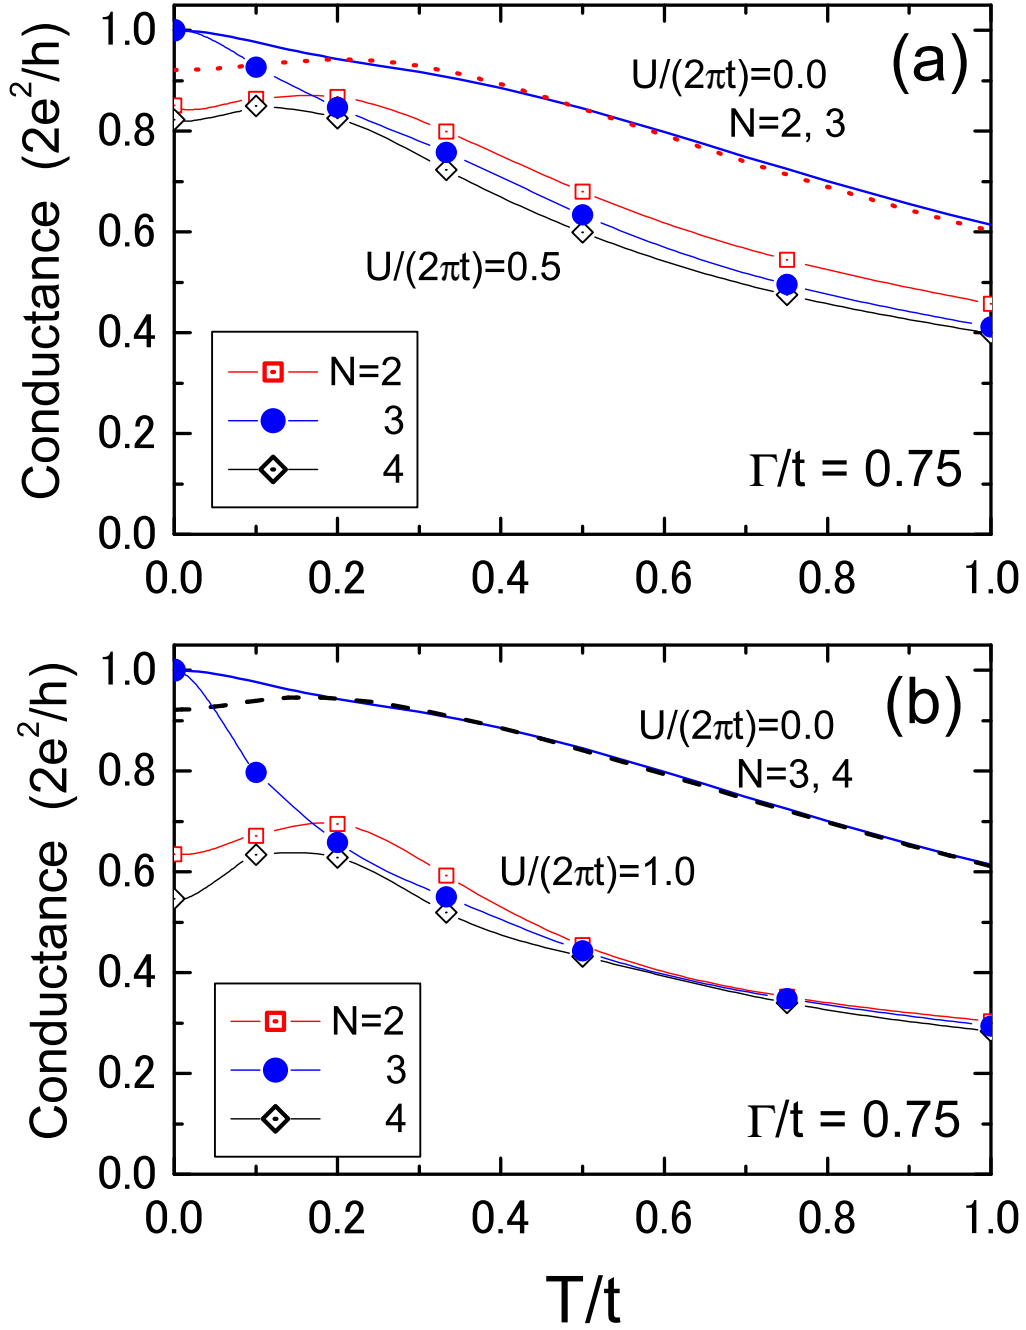 Conductance (2e²/h)
1.0
0.8
0.6
0.4
0.2
0.0
(a)
U/(2πt)=0.0
N=2, 3
U/(2πt)=0.5
N=2
3
4
Γ/t = 0.75
0.0 0.2 0.4 0.6 0.8 1.0
Conductance (2e²/h)
1.0
0.8
0.6
0.4
0.2
0.0
(b)
U/(2πt)=0.0
N=3, 4
U/(2πt)=1.0
N=2
3
4
Γ/t = 0.75
0.0 0.2 0.4 0.6 0.8 1.0
T/t